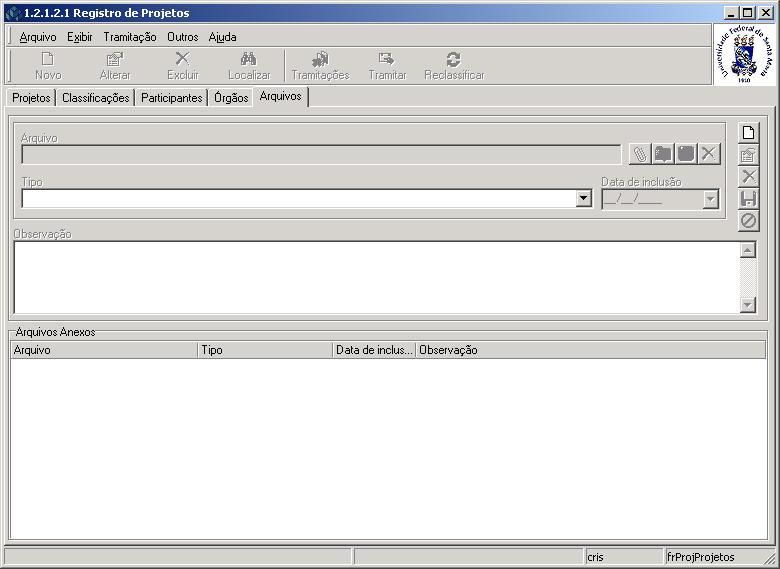 1.2.1.2.1 Registro de Projetos
Arquivo Exibir Tramitação Outros Ajuda
Universidade Federal de Santa Maria
1960
Novo Alterar Excluir Localizar Tramitações Tramitar Reclassificar
Projetos Classificações Participantes Órgãos Arquivos
Arquivo
Tipo Data de inclusão
__/__/____
Observação
Arquivos Anexos
Arquivo Tipo Data de inclus... Observação
cris frProjProjetos